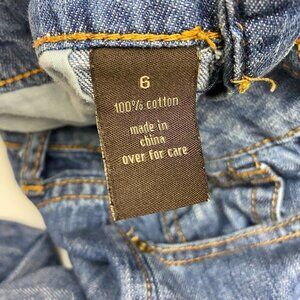 6
100% cotton
made in
china
over for care